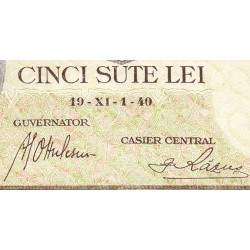 CINCI SUTE LEI
19-XI-1-40
GUVERNATOR
CASIER CENTRAL